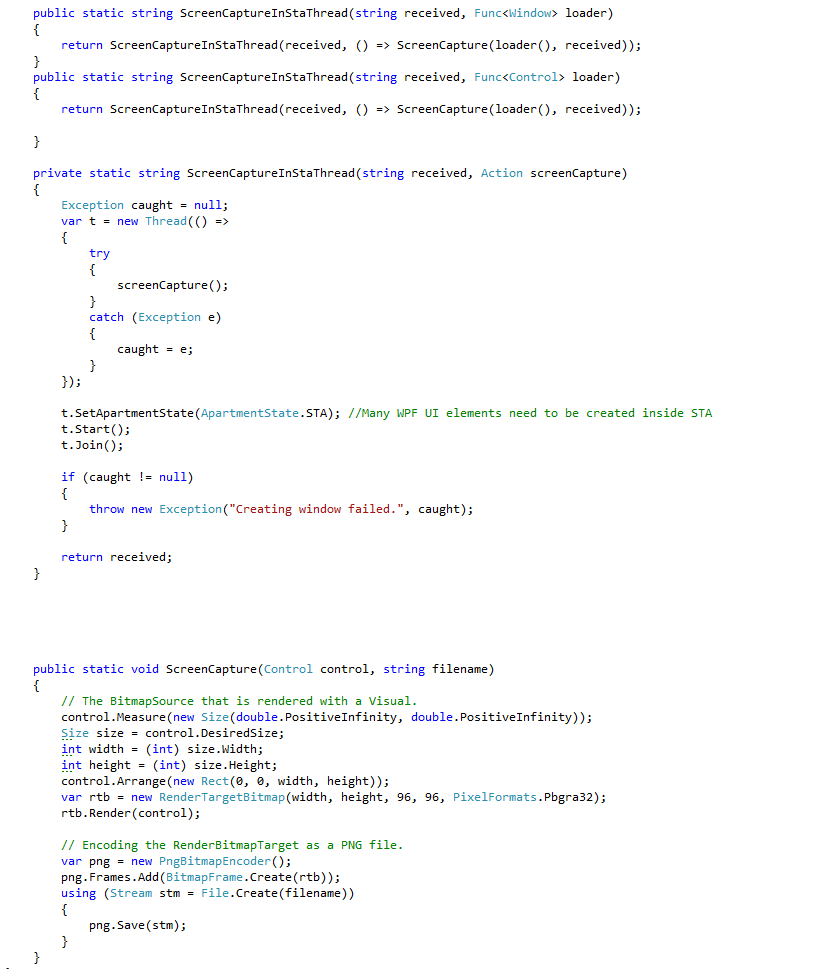 public static string ScreenCaptureInStaThread(string received, Func<Window> loader)
{
    return ScreenCaptureInStaThread(received, () => ScreenCapture(loader(), received));
}
public static string ScreenCaptureInStaThread(string received, Func<Control> loader)
{
    return ScreenCaptureInStaThread(received, () => ScreenCapture(loader(), received));

}

private static string ScreenCaptureInStaThread(string received, Action screenCapture)
{
    Exception caught = null;
    var t = new Thread(() =>
    {
        try
        {
            screenCapture();
        }
        catch (Exception e)
        {
            caught = e;
        }
    });

    t.SetApartmentState(ApartmentState.STA); //Many WPF UI elements need to be created inside STA
    t.Start();
    t.Join();

    if (caught != null)
    {
        throw new Exception("Creating window failed.", caught);
    }

    return received;
}

public static void ScreenCapture(Control control, string filename)
{
    // The BitmapSource that is rendered with a Visual.
    control.Measure(new Size(double.PositiveInfinity, double.PositiveInfinity));
    Size size = control.DesiredSize;
    int width = (int) size.Width;
    int height = (int) size.Height;
    control.Arrange(new Rect(0, 0, width, height));
    var rtb = new RenderTargetBitmap(width, height, 96, 96, PixelFormats.Pbgra32);
    rtb.Render(control);

    // Encoding the RenderBitmapTarget as a PNG file.
    var png = new PngBitmapEncoder();
    png.Frames.Add(BitmapFrame.Create(rtb));
    using (Stream stm = File.Create(filename))
    {
        png.Save(stm);
    }
}